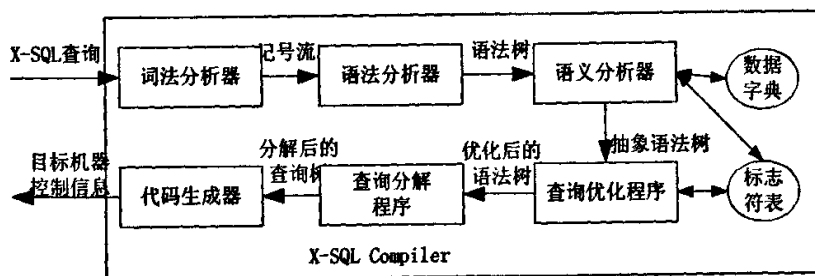 X-SQL查询
词法分析器
记号流
语法分析器
语法树
语义分析器
数据
字典
抽象语法树
目标机器
控制信息
代码生成器
分解后的
查询树
查询分解
程序
优化后的
语法树
查询优化程序
标志
符表
X-SQL Compiler